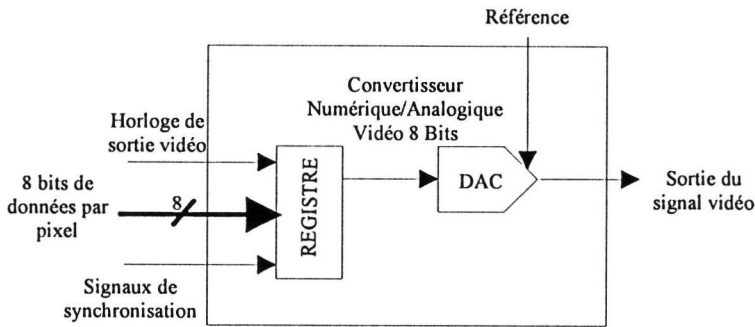 Référence
Convertisseur
Numérique/Analogique
Vidéo 8 Bits
Horloge de
sortie vidéo
8 bits de
données par
pixel
8
REGISTRE
DAC
Sortie du
signal vidéo
Signaux de
synchronisation